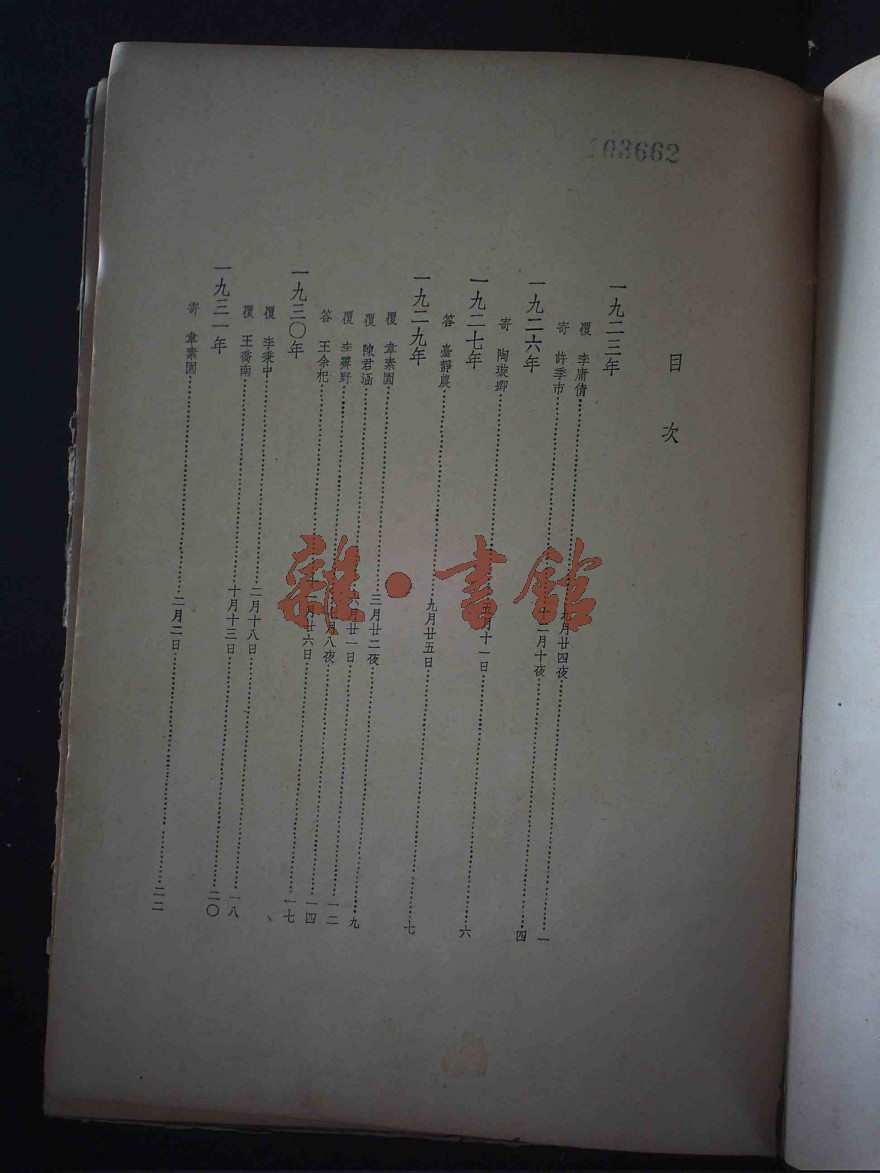 103662
目次
一九二三年
覆 李庸倩……九月廿四夜……一
寄 許季市……十一月十夜……四
一九二六年
寄 陶璇卿……月十一日……六
一九二七年
答 臺靜農……九月廿五日……七
一九二九年
覆 韋素園……三月廿二夜……九
覆 陳君涵……六月廿一日……一二
覆 李霽野……月八夜……一四
答 王余杞……月廿六日……一七
一九三〇年
覆 李秉中……二月十八日……一八
覆 王喬南……十月十三日……二〇
一九三一年
寄 韋素園……二月二日……二二
雜·書館